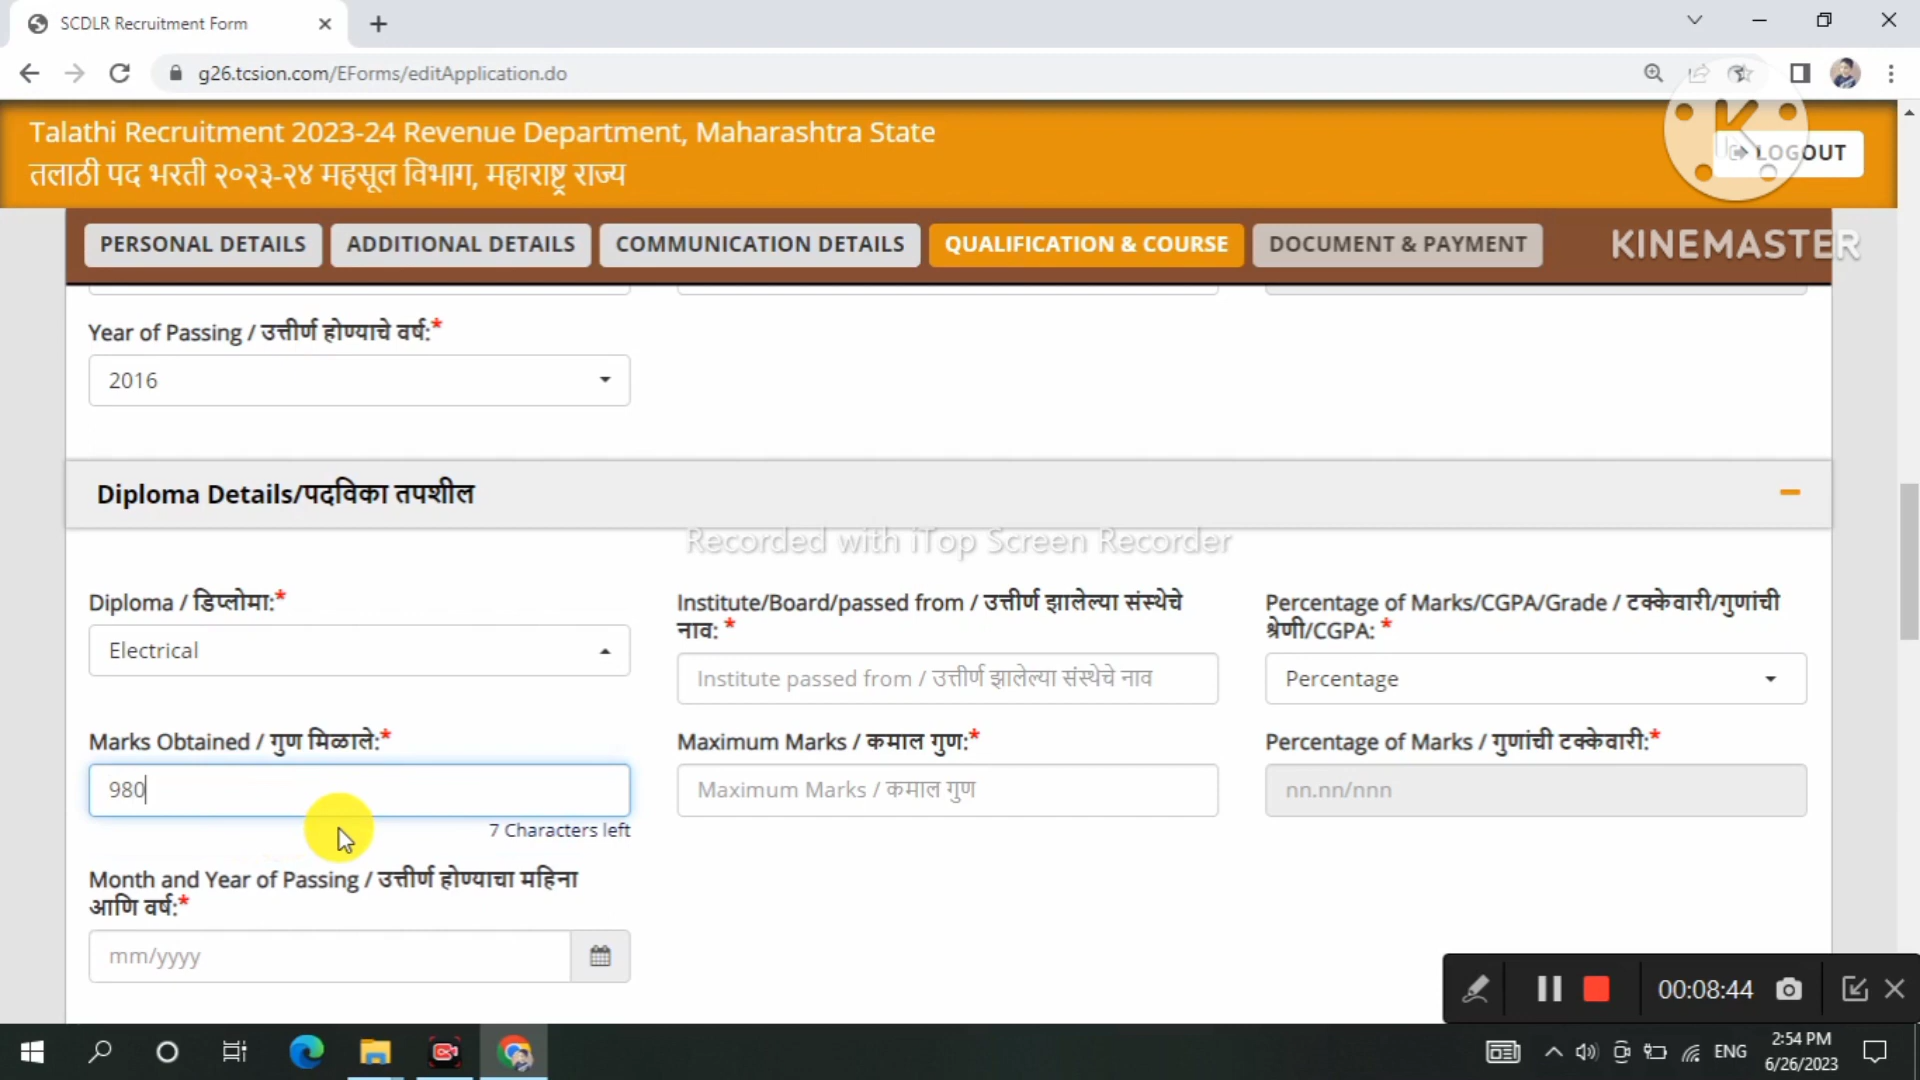 SCDLR Recruitment Form
g26.tcsion.com/EForms/editApplication.do
Talathi Recruitment 2023-24 Revenue Department, Maharashtra State
तलाठी पद भरती २०२३-२४ महसूल विभाग, महाराष्ट्र राज्य
LOGOUT
PERSONAL DETAILS
ADDITIONAL DETAILS
COMMUNICATION DETAILS
QUALIFICATION & COURSE
DOCUMENT & PAYMENT
KINEMASTER
Year of Passing / उत्तीर्ण होण्याचे वर्ष:*
2016
Diploma Details/पदविका तपशील
Recorded with iTop Screen Recorder
Diploma / डिप्लोमा:*
Electrical
Institute/Board/passed from / उत्तीर्ण झालेल्या संस्थेचे
नाव: *
Institute passed from / उत्तीर्ण झालेल्या संस्थेचे नाव
Percentage of Marks/CGPA/Grade / टक्केवारी/गुणांची
श्रेणी/CGPA: *
Percentage
Marks Obtained / गुण मिळाले:*
980
7 Characters left
Maximum Marks / कमाल गुण:*
Maximum Marks / कमाल गुण
Percentage of Marks / गुणांची टक्केवारी:*
nn.nn/nnn
Month and Year of Passing / उत्तीर्ण होण्याचा महिना
आणि वर्ष:*
mm/yyyy
00:08:44
ENG
2:54 PM
6/26/2023